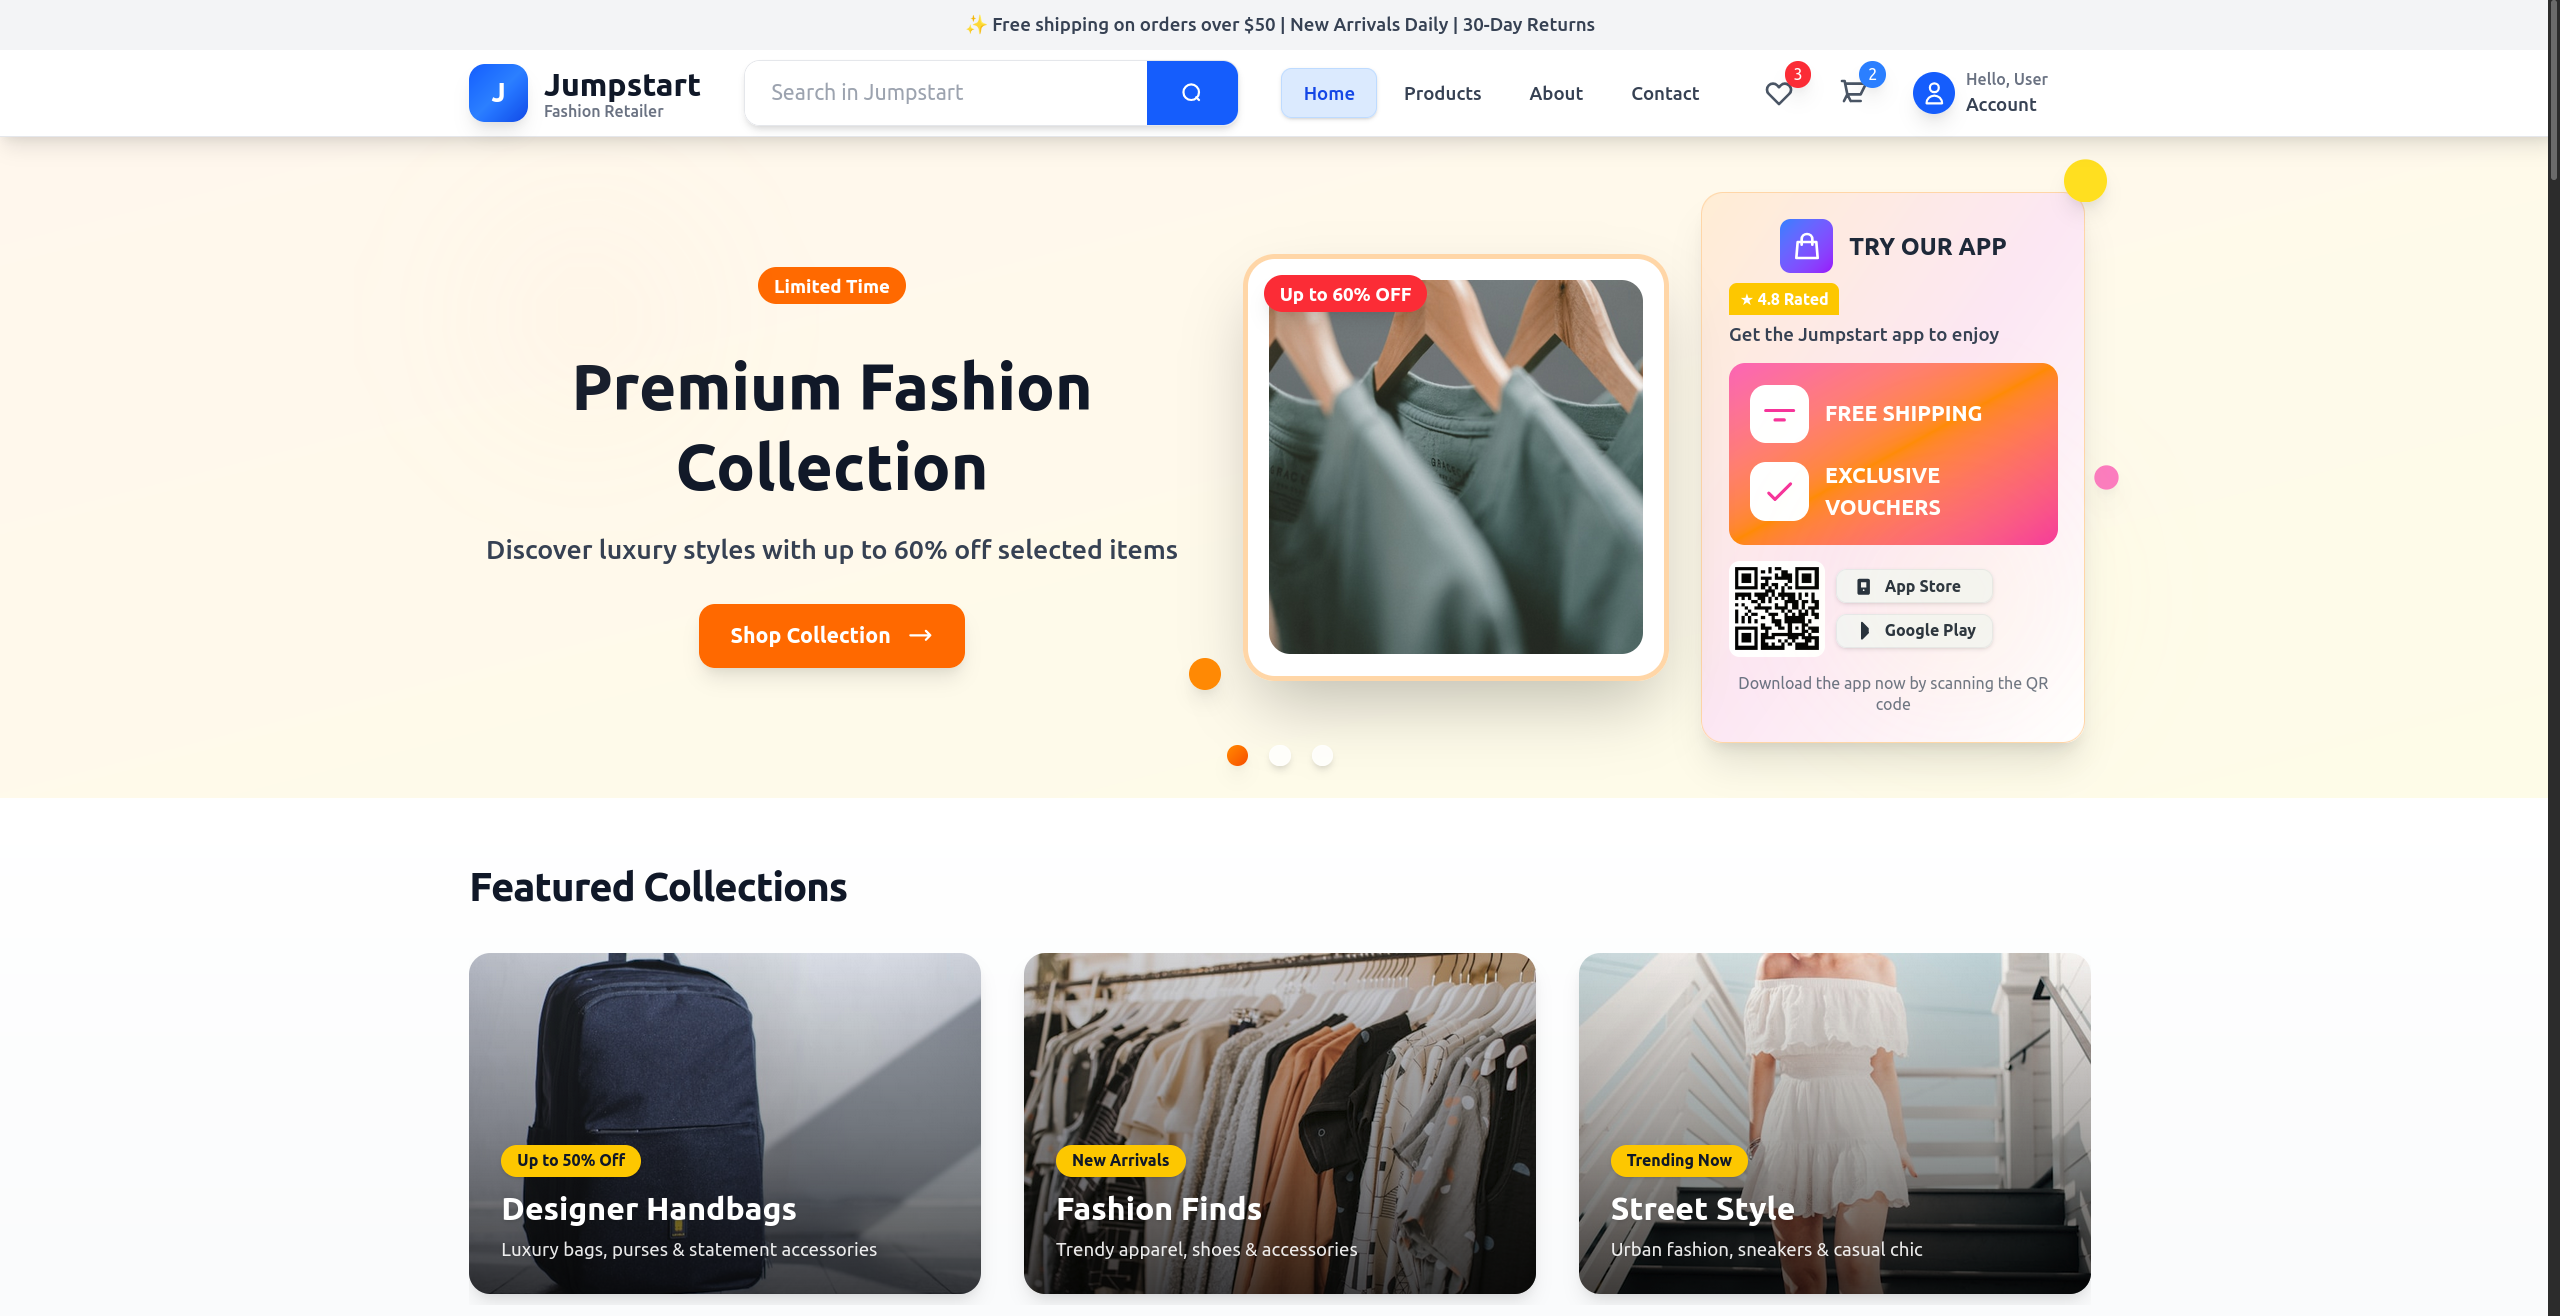 ✨ Free shipping on orders over $50 | New Arrivals Daily | 30-Day Returns
J
Jumpstart
Fashion Retailer
Search in Jumpstart
Home
Products
About
Contact
3
2
Hello, User
Account
Limited Time
Premium Fashion
Collection
Discover luxury styles with up to 60% off selected items
Shop Collection →
Up to 60% OFF
TRY OUR APP
★ 4.8 Rated
Get the Jumpstart app to enjoy
FREE SHIPPING
EXCLUSIVE
VOUCHERS
App Store
Google Play
Download the app now by scanning the QR
code
Featured Collections
Up to 50% Off
Designer Handbags
Luxury bags, purses & statement accessories
New Arrivals
Fashion Finds
Trendy apparel, shoes & accessories
Trending Now
Street Style
Urban fashion, sneakers & casual chic